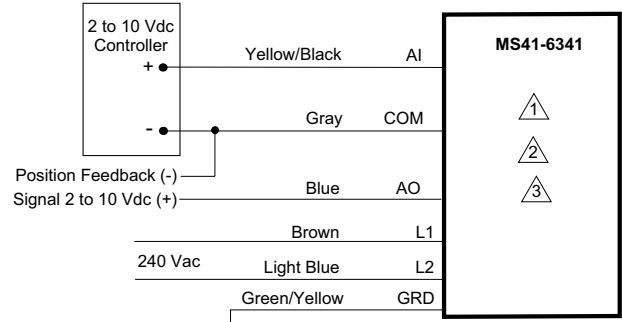 2 to 10 Vdc
Controller
+
-
Yellow/Black AI
MS41-6341
Gray COM
1
2
3
Position Feedback (-)
Signal 2 to 10 Vdc (+)
Blue AO
Brown L1
240 Vac
Light Blue L2
Green/Yellow GRD